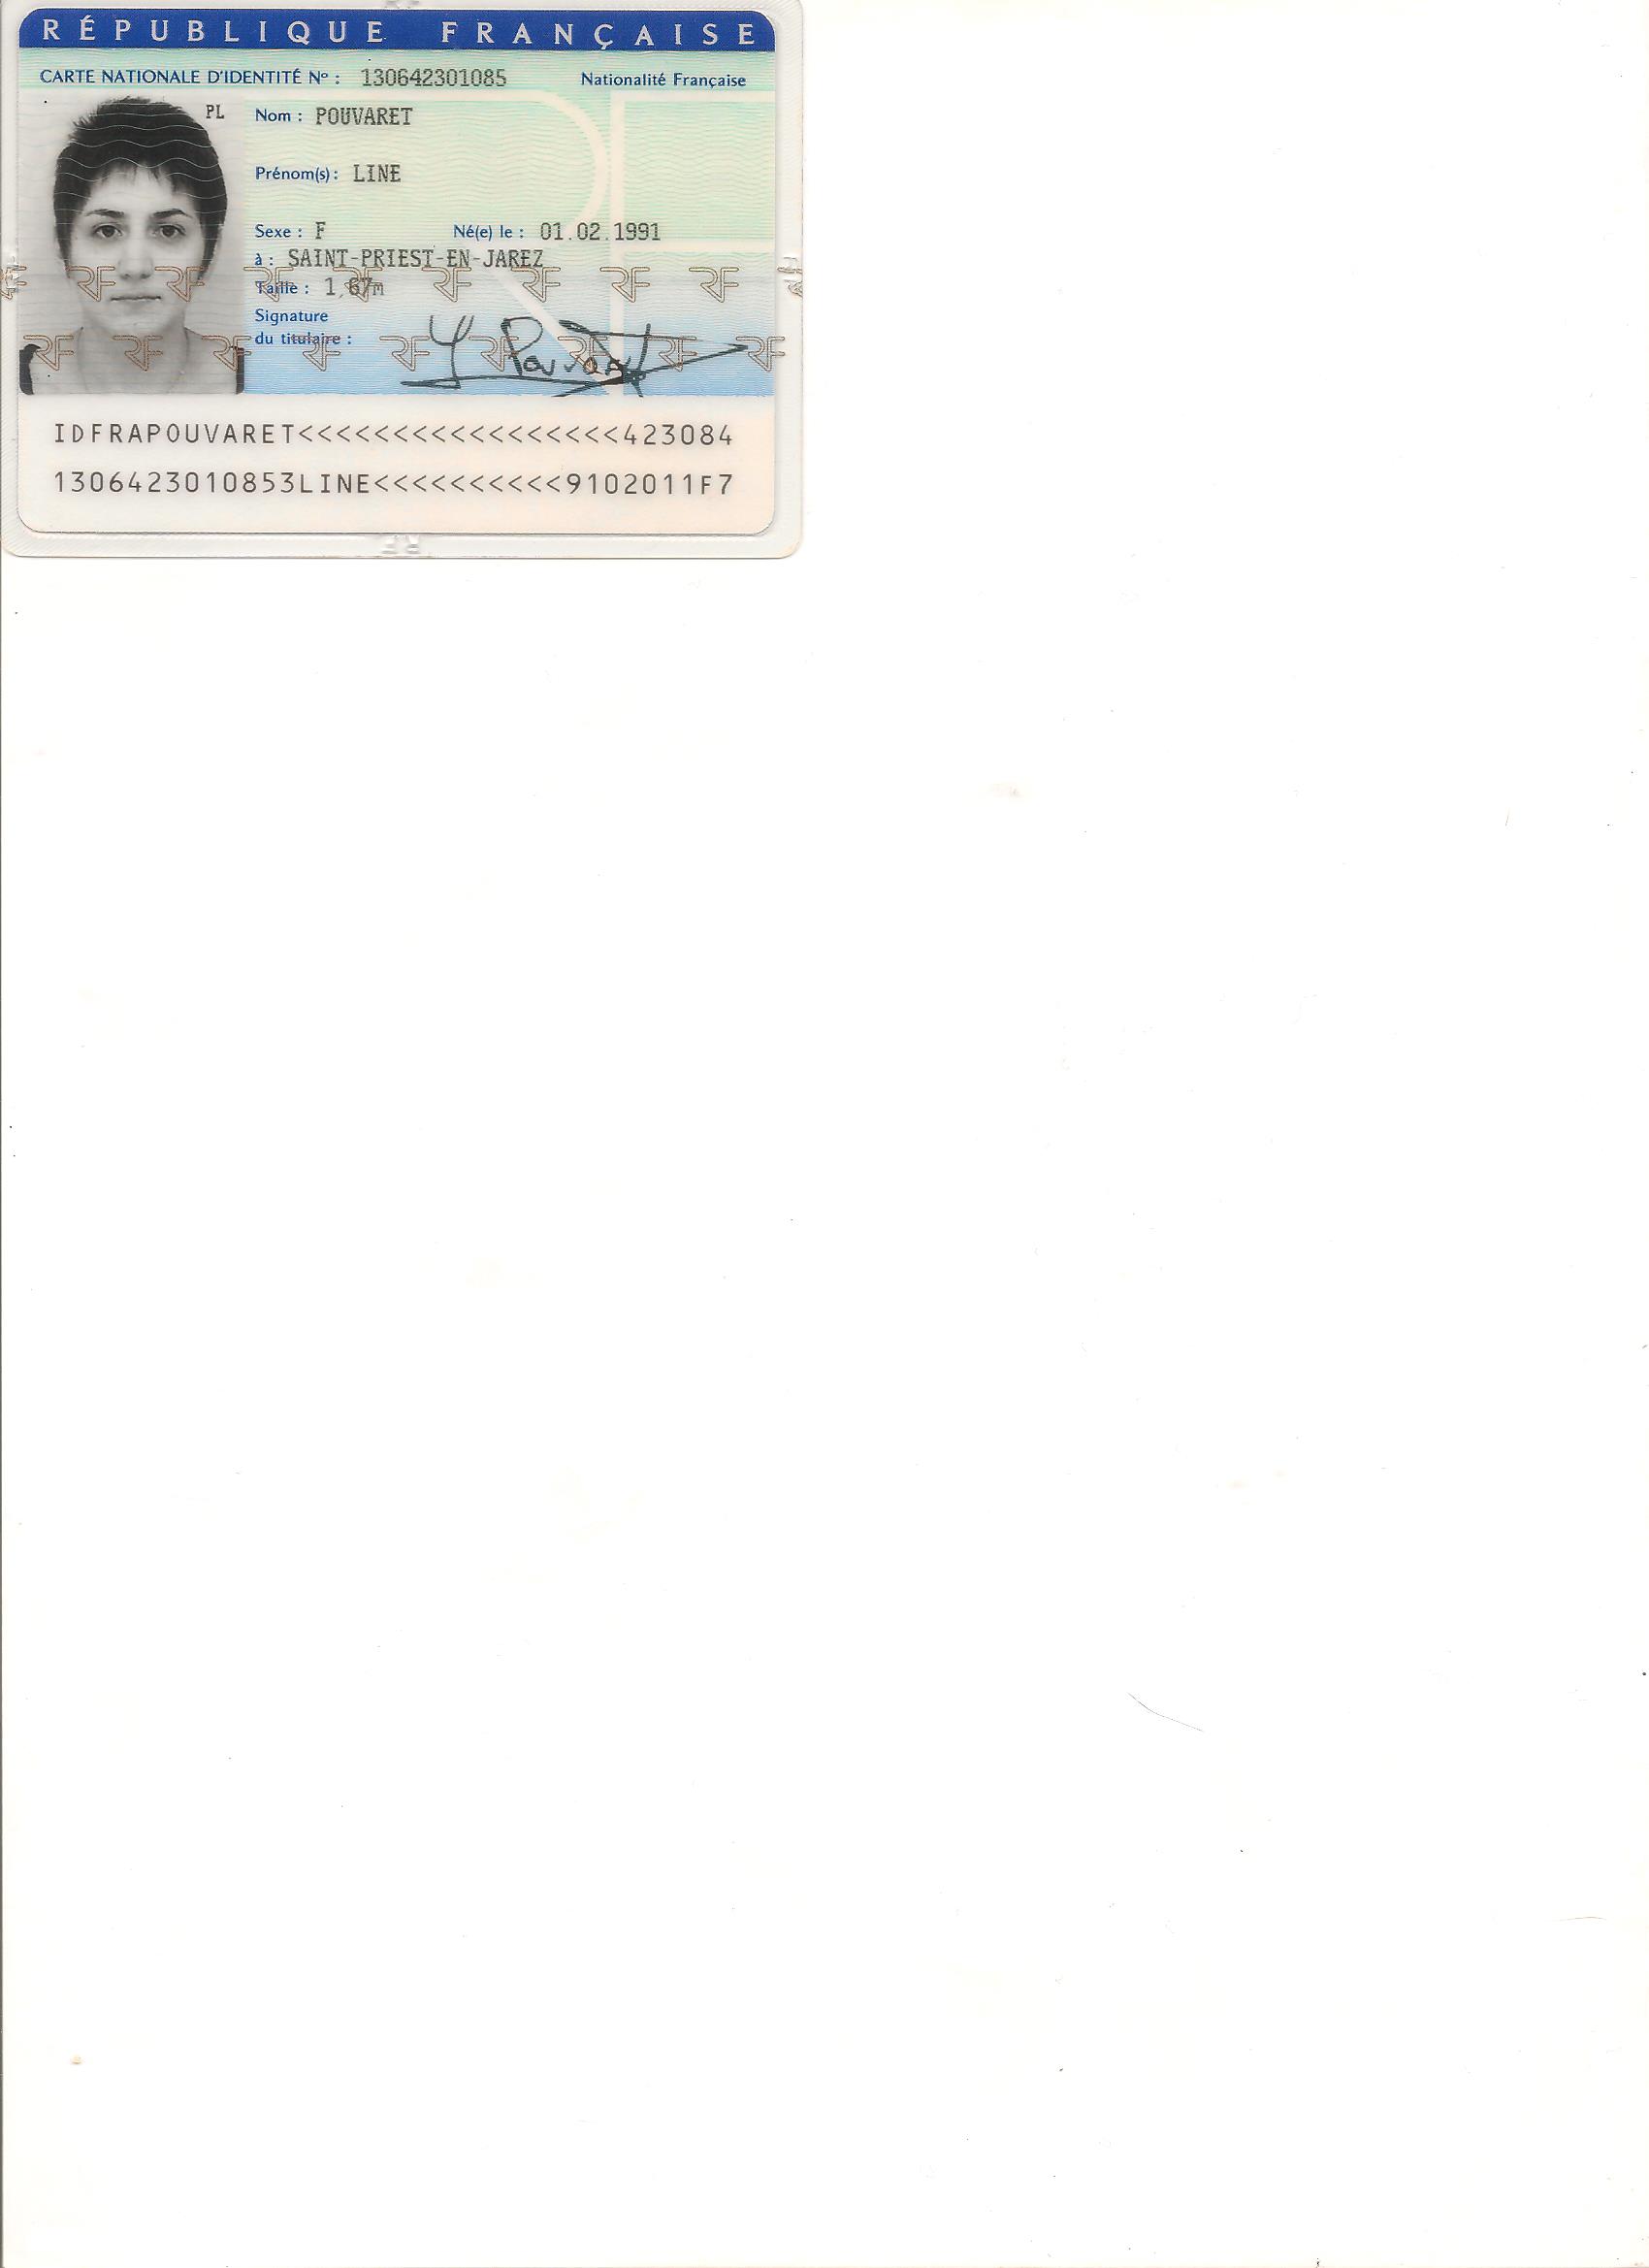 RÉPUBLIQUE FRANÇAISE
CARTE NATIONALE D'IDENTITÉ Nº : 130642301085 Nationalité Française
PL
Nom : POUVARET
Prénom(s) : LINE
Sexe : F Né(e) le : 01.02.1991
à : SAINT-PRIEST-EN-JAREZ
Taille : 1,67m
Signature
du titulaire :
L Pouvaret
IDFRAPOUVARET<<<<<<<<<<<<<<<<<423084
1306423010853LINE<<<<<<<<<<9102011F7